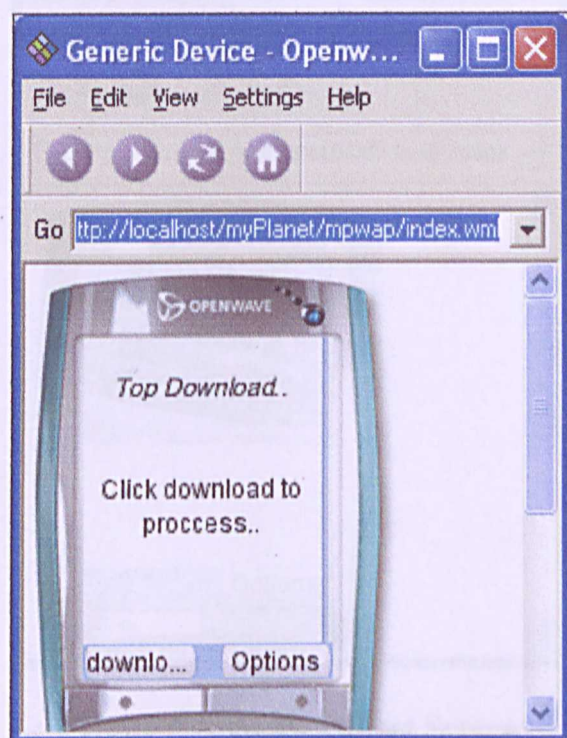 Generic Device - Openw...
File Edit View Settings Help
Go ttp://localhost/myPlanet/mpwap/index.wml
OPENWAVE
Top Download..
Click download to
proccess..
downlo... Options